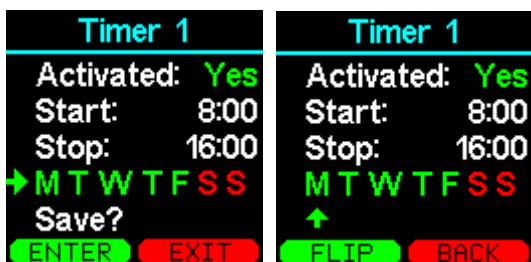 Timer 1
Activated: Yes
Start: 8:00
Stop: 16:00
M T W T F S S
Save?
ENTER EXIT
Timer 1
Activated: Yes
Start: 8:00
Stop: 16:00
M T W T F S S
FLIP BACK